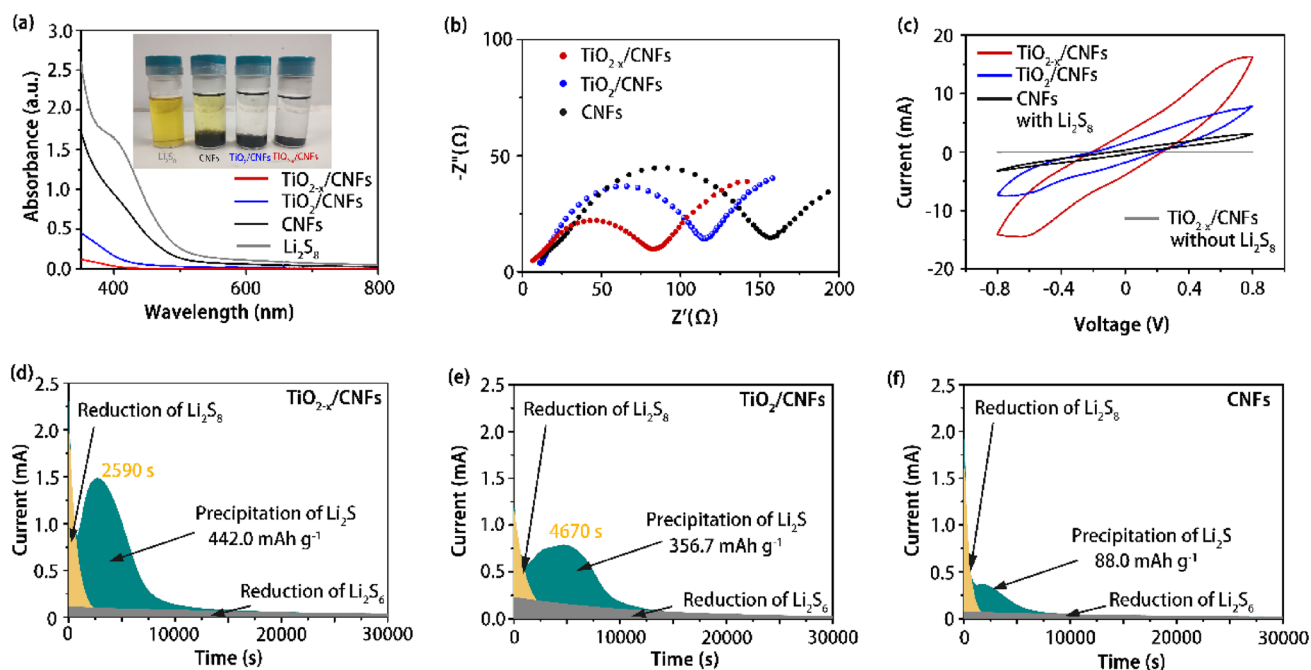 (a)
3.0
2.5
2.0
1.5
1.0
0.5
0.0
Absorbance (a.u.)
Li₂S₈
CNFs
TiO₂/CNFs
TiO₂₋ₓ/CNFs
TiO₂₋ₓ/CNFs
TiO₂/CNFs
CNFs
Li₂S₈
400
500
600
700
800
Wavelength (nm)
(b)
100
50
0
-Z"(Ω)
TiO₂₋ₓ/CNFs
TiO₂/CNFs
CNFs
0
50
100
150
200
Z'(Ω)
(c)
20
10
0
-10
-20
Current (mA)
TiO₂₋ₓ/CNFs
TiO₂/CNFs
CNFs
with Li₂S₈
TiO₂₋ₓ/CNFs
without Li₂S₈
-0.8
-0.4
0
0.4
0.8
Voltage (V)
(d)
2.5
2.0
1.5
1.0
0.5
0.0
Current (mA)
TiO₂₋ₓ/CNFs
Reduction of Li₂S₈
2590 s
Precipitation of Li₂S
442.0 mAh g⁻¹
Reduction of Li₂S₆
0
10000
20000
30000
Time (s)
(e)
2.5
2.0
1.5
1.0
0.5
0.0
Current (mA)
TiO₂/CNFs
Reduction of Li₂S₈
4670 s
Precipitation of Li₂S
356.7 mAh g⁻¹
Reduction of Li₂S₆
0
10000
20000
30000
Time (s)
(f)
2.5
2.0
1.5
1.0
0.5
0.0
Current (mA)
CNFs
Reduction of Li₂S₈
Precipitation of Li₂S
88.0 mAh g⁻¹
Reduction of Li₂S₆
0
10000
20000
30000
Time (s)